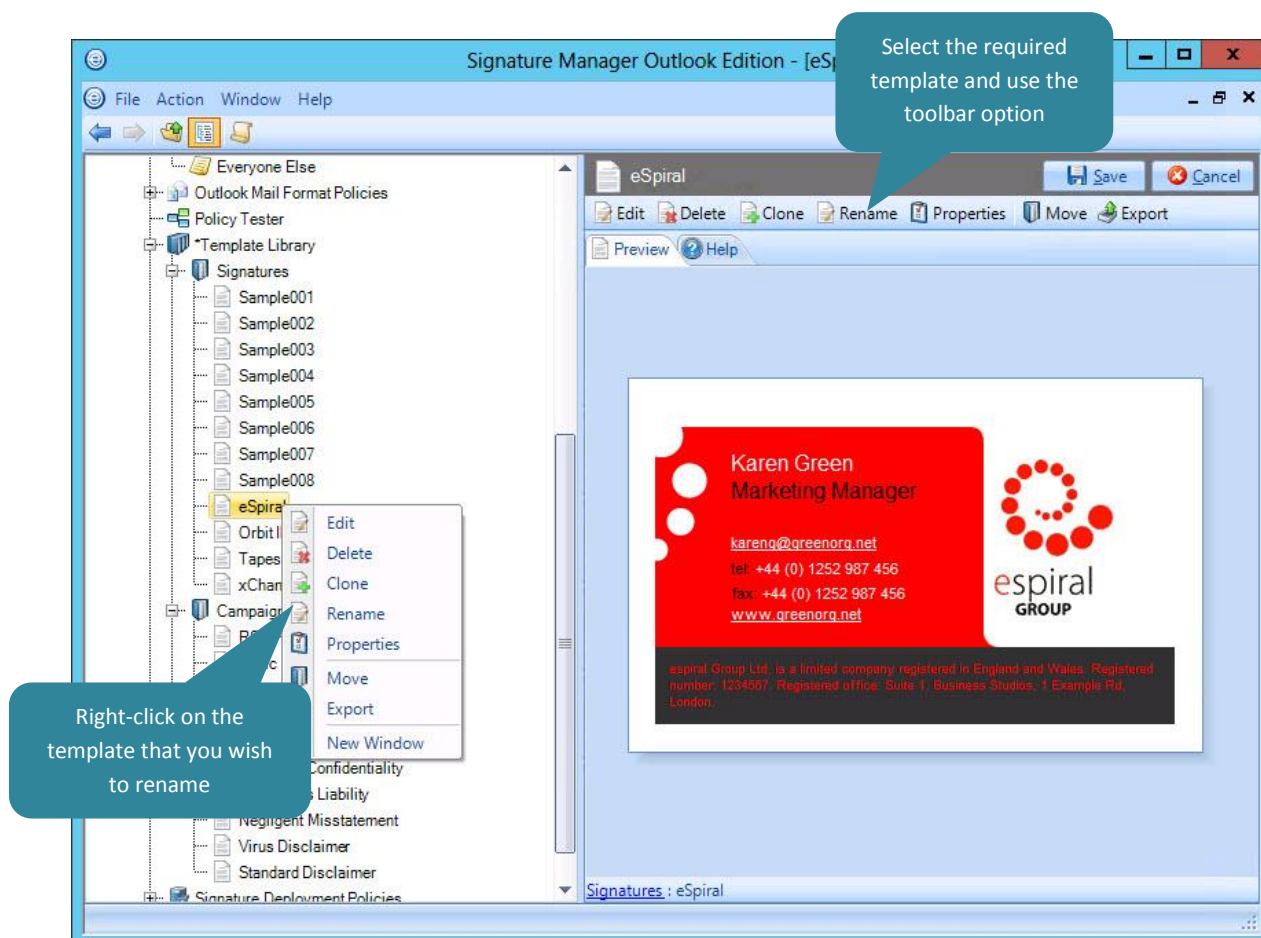 Signature Manager Outlook Edition - [eSp
Select the required
template and use the
toolbar option
File Action Window Help
Everyone Else
Outlook Mail Format Policies
Policy Tester
*Template Library
Signatures
Sample001
Sample002
Sample003
Sample004
Sample005
Sample006
Sample007
Sample008
eSpiral
Orbit
Tapes
xChan
Campaign
Edit
Delete
Clone
Rename
Properties
Move
Export
New Window
Right-click on the
template that you wish
to rename
Confidentiality
Liability
Negligent Misstatement
Virus Disclaimer
Standard Disclaimer
Signature Deployment Policies
eSpiral
Save Cancel
Edit Delete Clone Rename Properties Move Export
Preview Help
Karen Green
Marketing Manager
kareng@greenorg.net
tel: +44 (0) 1252 987 456
fax: +44 (0) 1252 987 456
www.greenorg.net
espiral
GROUP
espiral Group Ltd. is a limited company registered in England and Wales. Registered
number: 1234567. Registered office: Suite 1, Business Studios, 1 Example Rd,
London.
Signatures : eSpiral